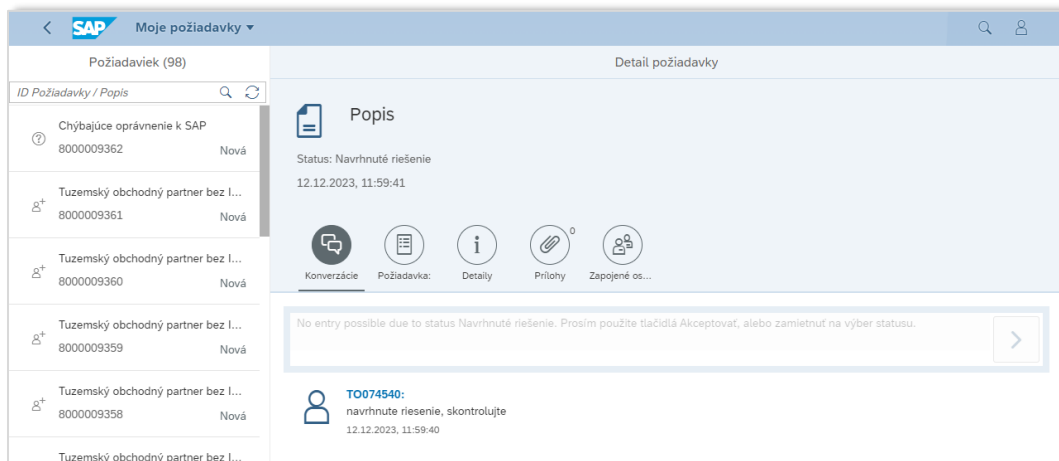 SAP Moje požiadavky
Požiadaviek (98)
ID Požiadavky / Popis
Chýbajúce oprávnenie k SAP
8000009362 Nová
Tuzemský obchodný partner bez I...
8000009361 Nová
Tuzemský obchodný partner bez I...
8000009360 Nová
Tuzemský obchodný partner bez I...
8000009359 Nová
Tuzemský obchodný partner bez I...
8000009358 Nová
Tuzemský obchodný partner bez I...
Detail požiadavky
Popis
Status: Navrhnuté riešenie
12.12.2023, 11:59:41
0
Konverzácie Požiadavka: Detaily Prílohy Zapojené os...
No entry possible due to status Navrhnuté riešenie. Prosím použite tlačidlá Akceptovať, alebo zamietnuť na výber statusu.
TO074540:
navrhnute riesenie, skontrolujte
12.12.2023, 11:59:40